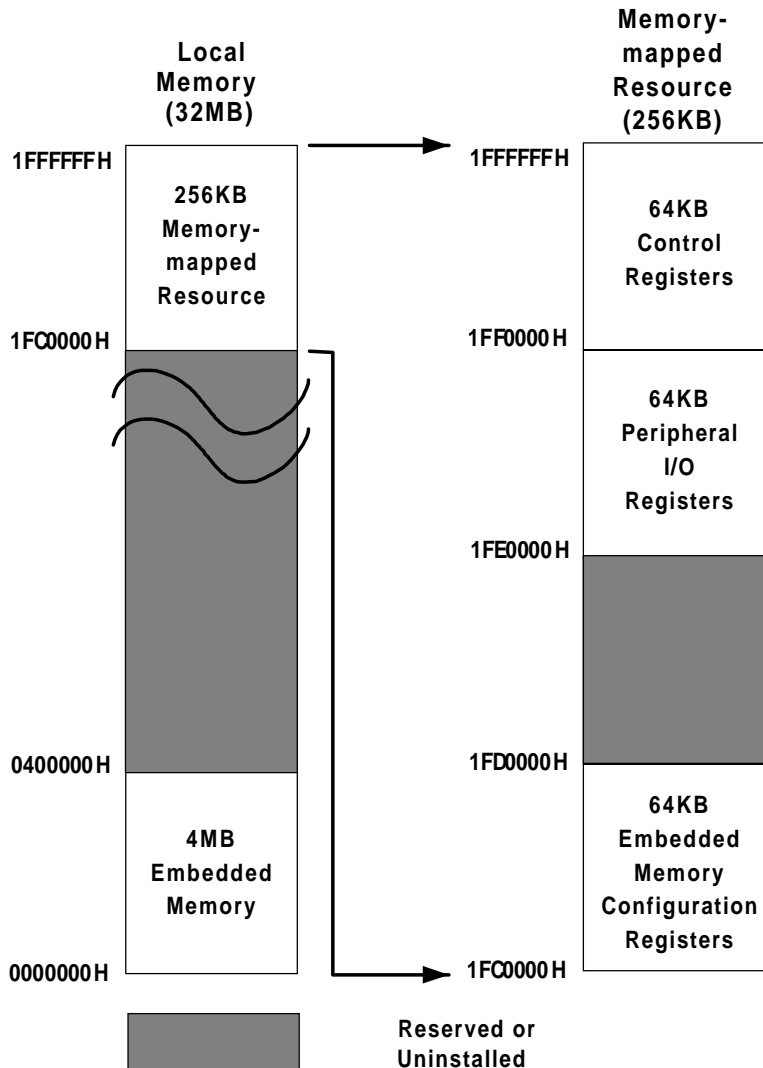 Local
Memory
(32MB)
1FFFFFFH
256KB
Memory-
mapped
Resource
1FC0000H
0400000H
4MB
Embedded
Memory
0000000H
Memory-
mapped
Resource
(256KB)
1FFFFFFH
64KB
Control
Registers
1FF0000H
64KB
Peripheral
I/O
Registers
1FE0000H
1FD0000H
64KB
Embedded
Memory
Configuration
Registers
1FC0000H
Reserved or
Uninstalled